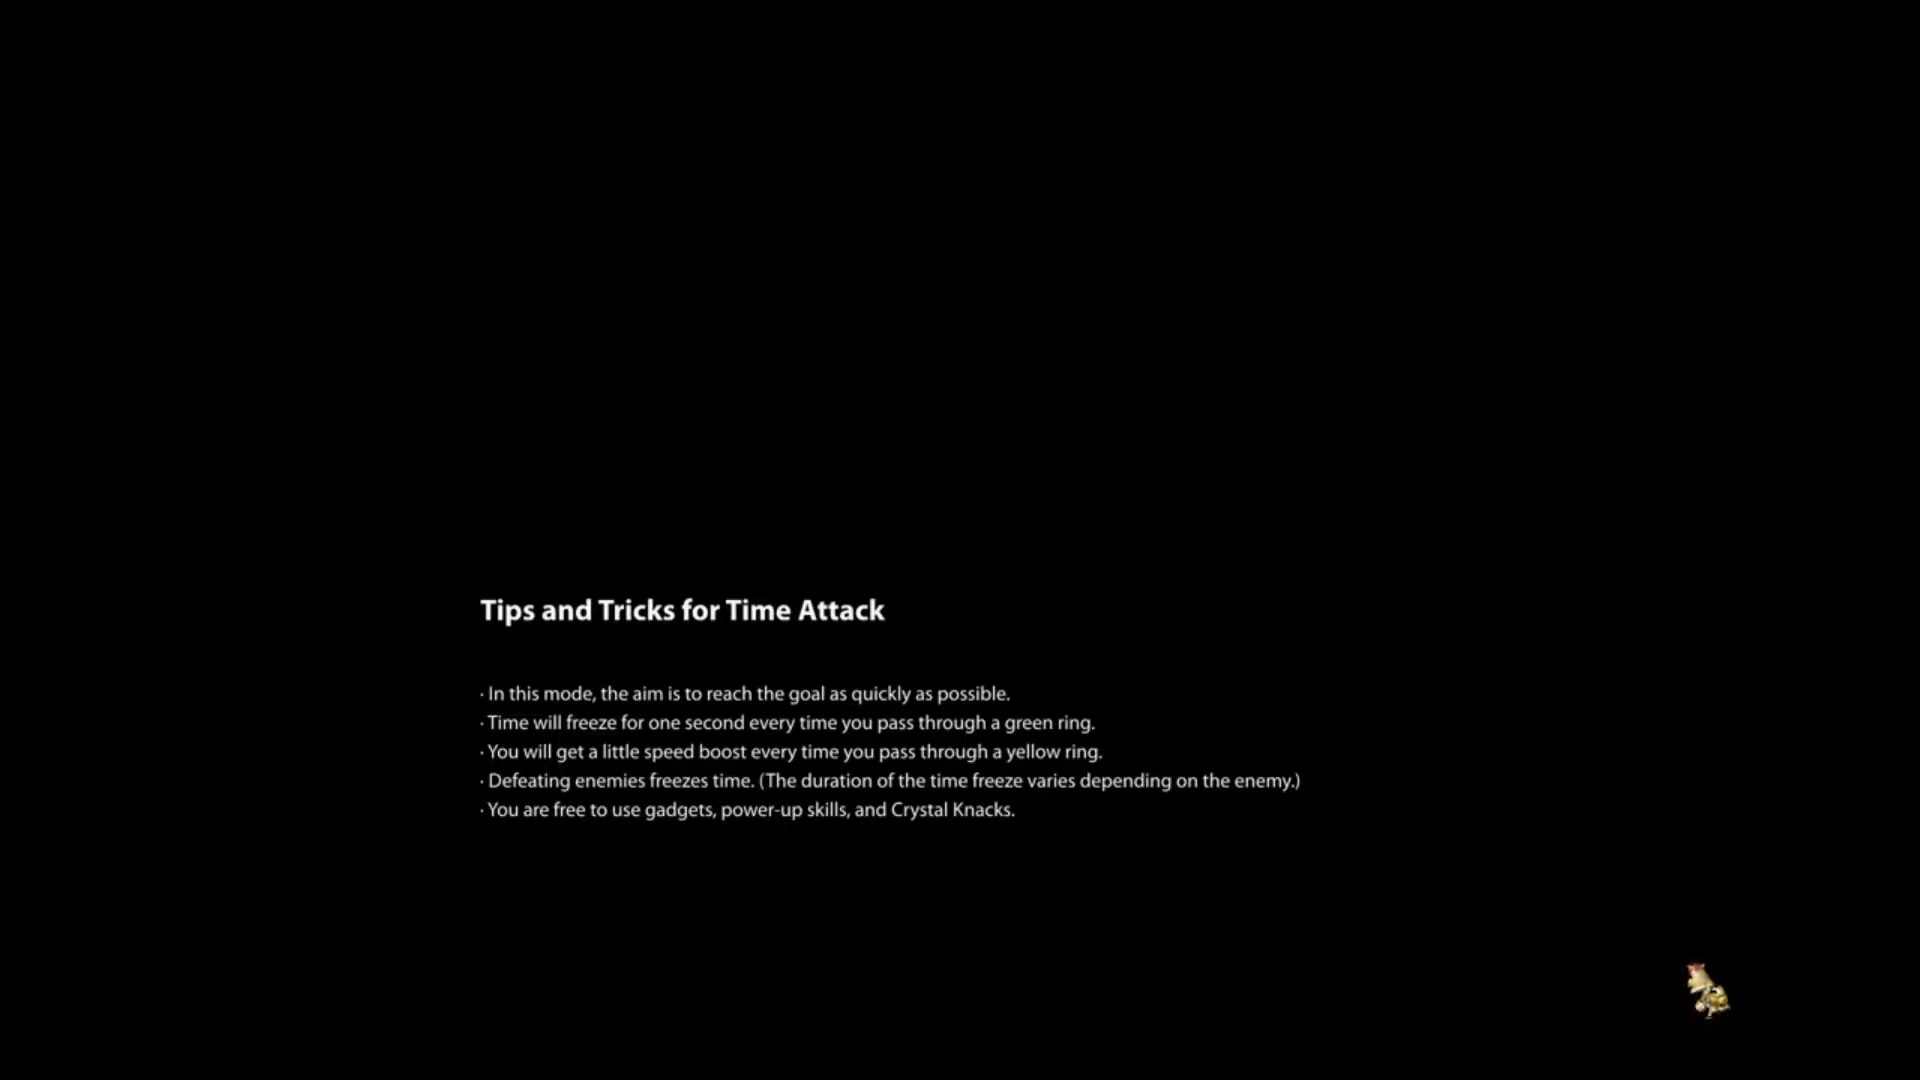 Tips and Tricks for Time Attack
· In this mode, the aim is to reach the goal as quickly as possible.
· Time will freeze for one second every time you pass through a green ring.
· You will get a little speed boost every time you pass through a yellow ring.
· Defeating enemies freezes time. (The duration of the time freeze varies depending on the enemy.)
· You are free to use gadgets, power-up skills, and Crystal Knacks.